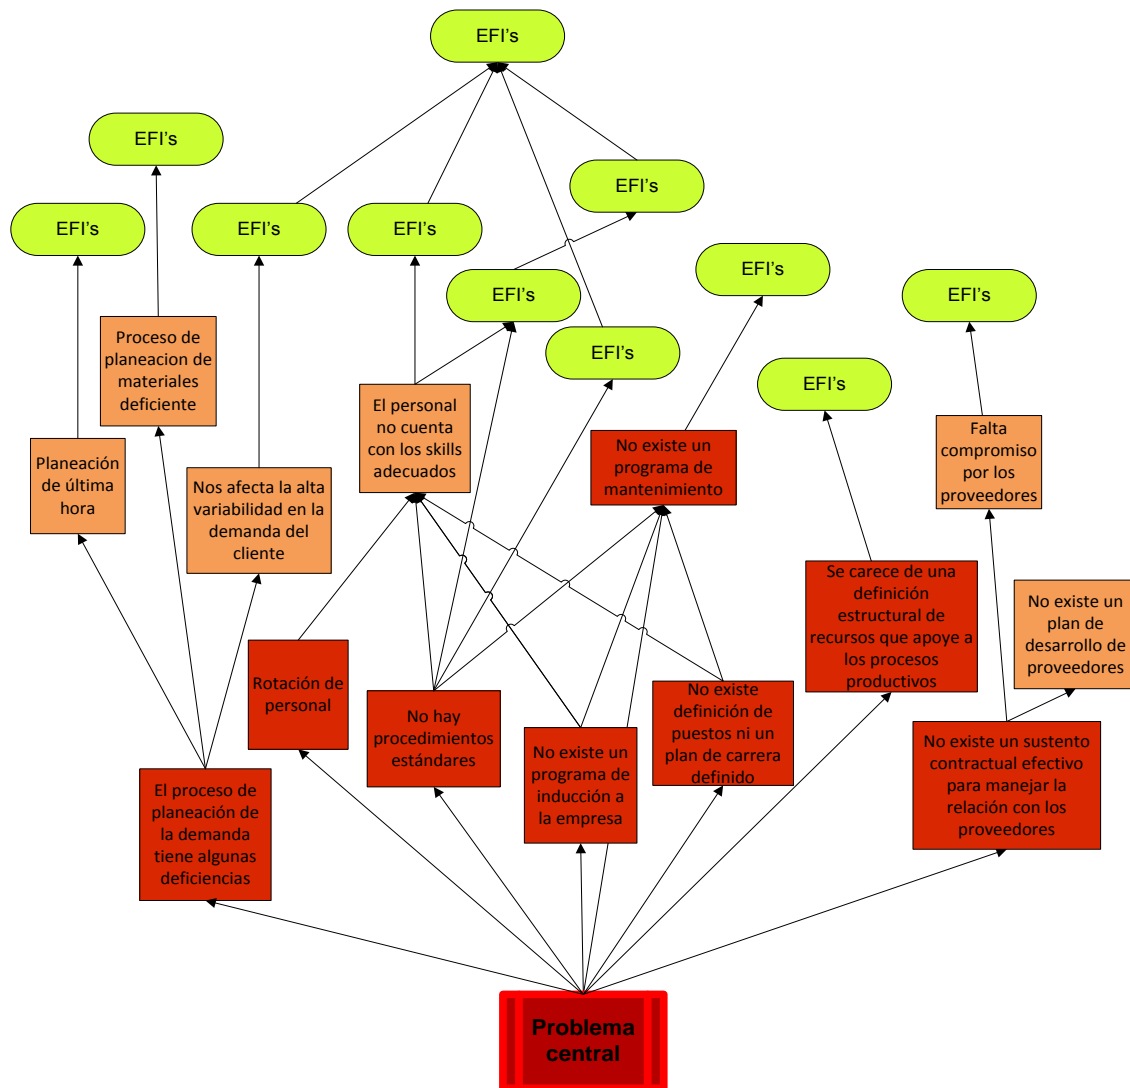 EFI's
EFI's
EFI's
EFI's
EFI's
EFI's
EFI's
EFI's
EFI's
EFI's
EFI's
EFI's
Proceso de
planeacion de
materiales
deficiente
El personal
no cuenta
con los skills
adecuados
Planeación
de última
hora
Nos afecta la alta
variabilidad en la
demanda del
cliente
No existe un
programa de
mantenimiento
Falta
compromiso
por los
proveedores
Se carece de una
definición
estructural de
recursos que apoye a
los procesos
productivos
No existe un
plan de
desarrollo de
proveedores
Rotación de
personal
No hay
procedimientos
estándares
No existe un
programa de
inducción a
la empresa
No existe
definición de
puestos ni un
plan de carrera
definido
No existe un sustento
contractual efectivo
para manejar la
relación con los
proveedores
El proceso de
planeación de
la demanda
tiene algunas
deficiencias
Problema
central